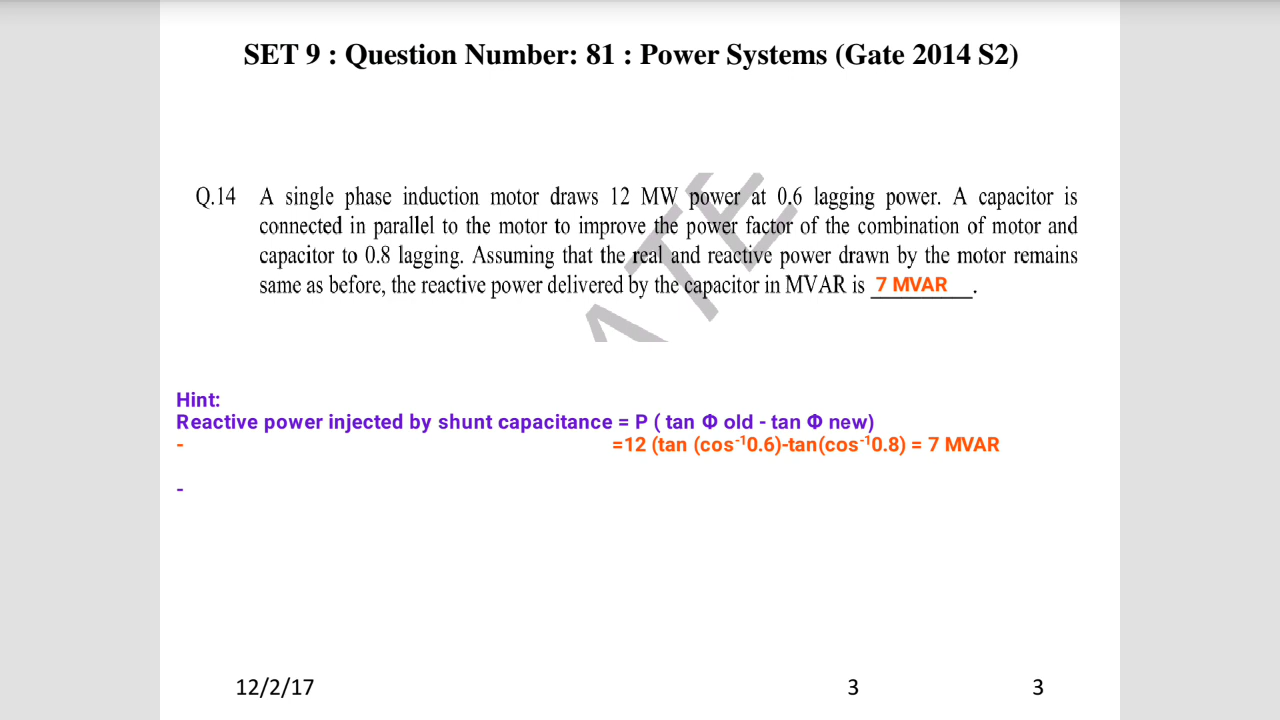 SET 9 : Question Number: 81 : Power Systems (Gate 2014 S2)
Q.14 A single phase induction motor draws 12 MW power at 0.6 lagging power. A capacitor is
connected in parallel to the motor to improve the power factor of the combination of motor and
capacitor to 0.8 lagging. Assuming that the real and reactive power drawn by the motor remains
same as before, the reactive power delivered by the capacitor in MVAR is 7 MVAR.
ATE
Hint:
Reactive power injected by shunt capacitance = P ( tan Φ old - tan Φ new)
- =12 (tan (cos⁻¹0.6)-tan(cos⁻¹0.8) = 7 MVAR
-
12/2/17 3 3